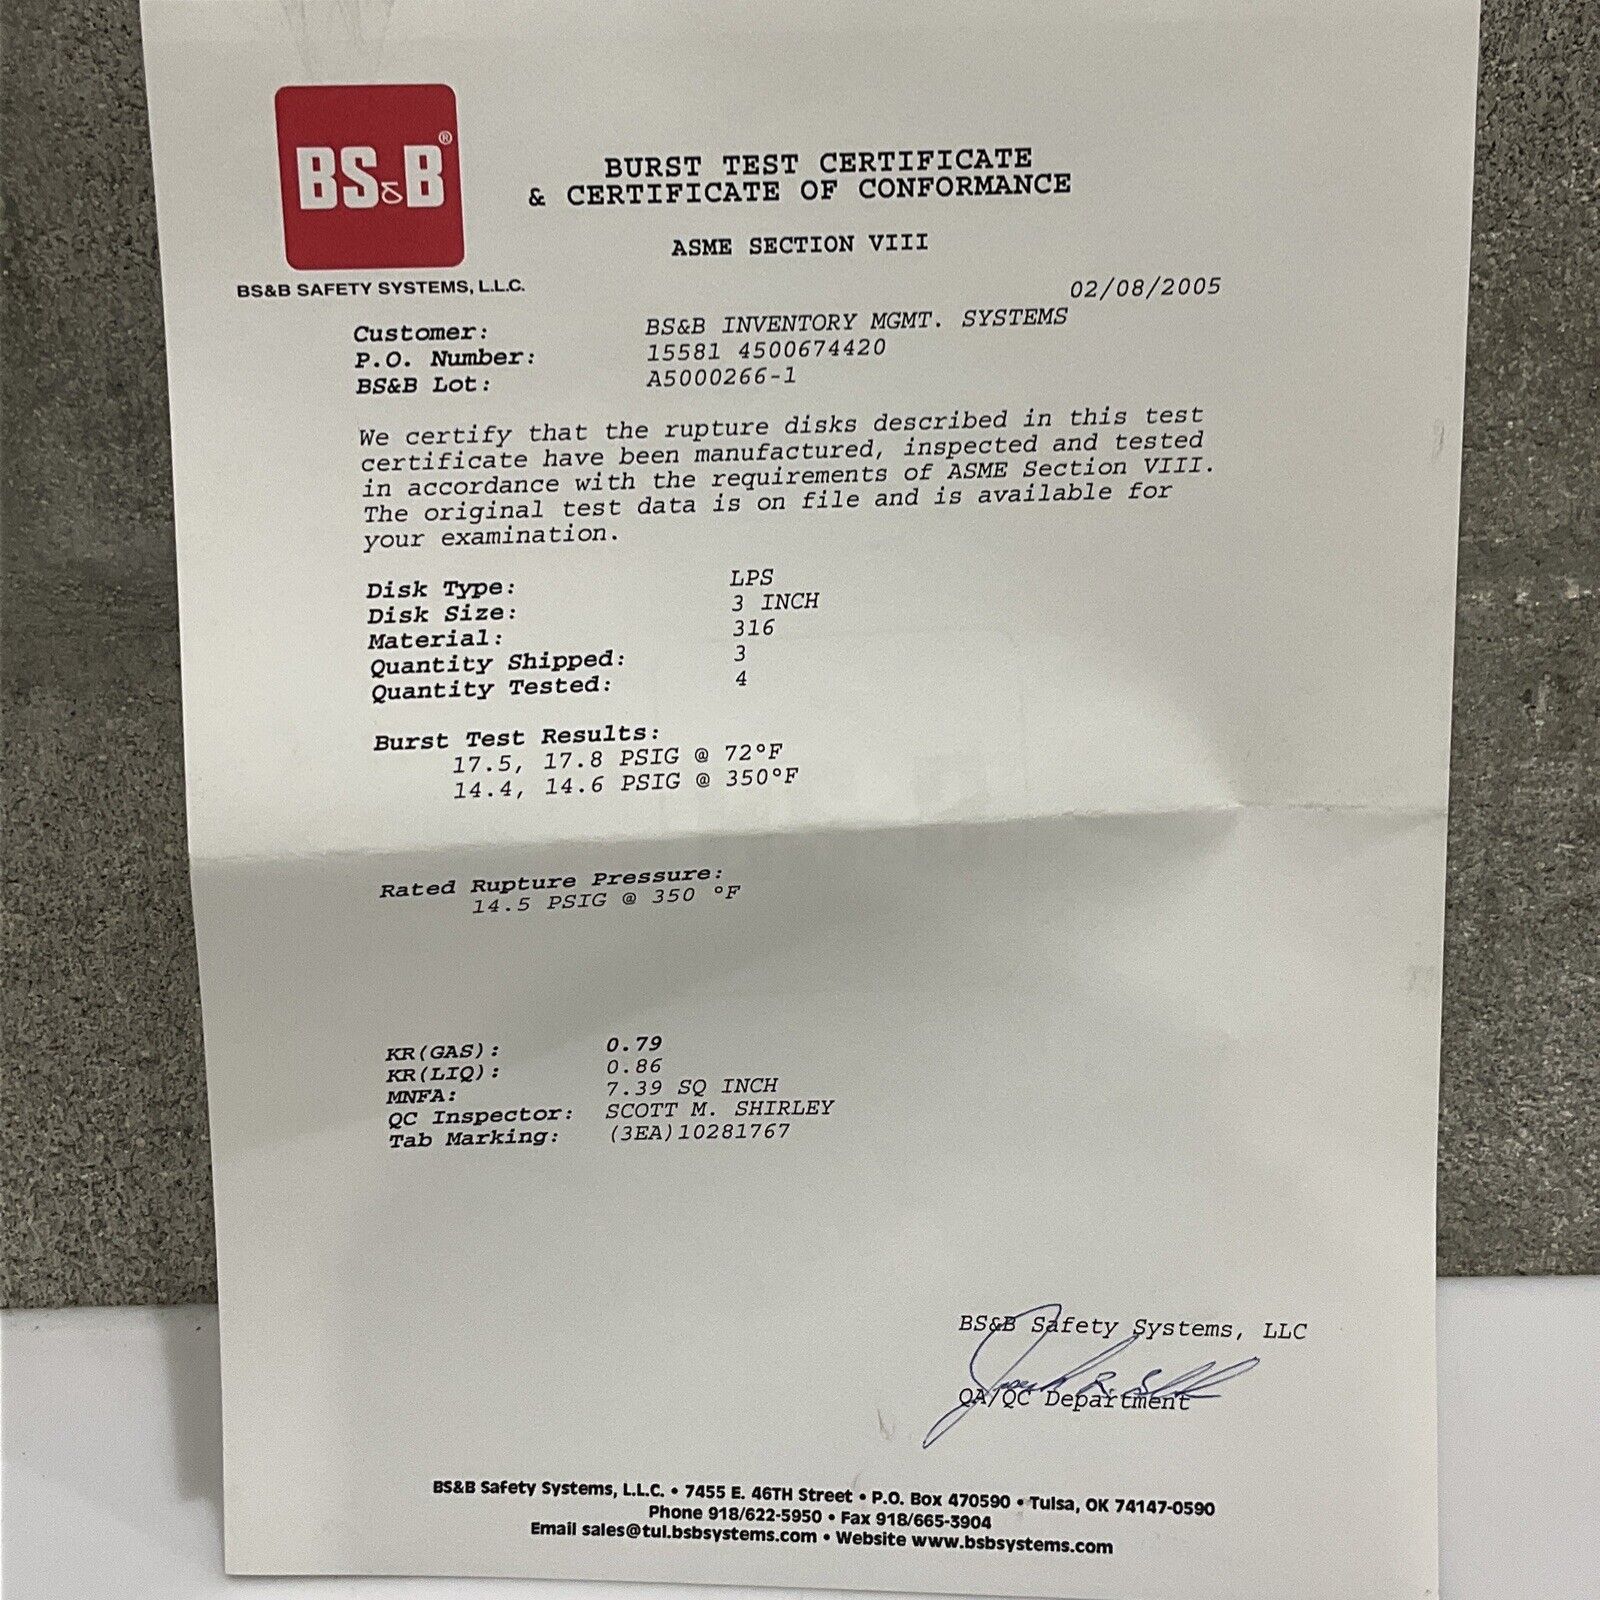 BS&B®
BURST TEST CERTIFICATE
& CERTIFICATE OF CONFORMANCE
ASME SECTION VIII
BS&B SAFETY SYSTEMS, L.L.C.
02/08/2005
Customer: BS&B INVENTORY MGMT. SYSTEMS
P.O. Number: 15581 4500674420
BS&B Lot: A5000266-1
We certify that the rupture disks described in this test
certificate have been manufactured, inspected and tested
in accordance with the requirements of ASME Section VIII.
The original test data is on file and is available for
your examination.
Disk Type: LPS
Disk Size: 3 INCH
Material: 316
Quantity Shipped: 3
Quantity Tested: 4
Burst Test Results:
17.5, 17.8 PSIG @ 72°F
14.4, 14.6 PSIG @ 350°F
Rated Rupture Pressure:
14.5 PSIG @ 350 °F
KR(GAS): 0.79
KR(LIQ): 0.86
MNFA: 7.39 SQ INCH
QC Inspector: SCOTT M. SHIRLEY
Tab Marking: (3EA)10281767
BS&B Safety Systems, LLC
QA/QC Department
BS&B Safety Systems, L.L.C. • 7455 E. 46TH Street • P.O. Box 470590 • Tulsa, OK 74147-0590
Phone 918/622-5950 • Fax 918/665-3904
Email sales@tul.bsbsystems.com • Website www.bsbsystems.com